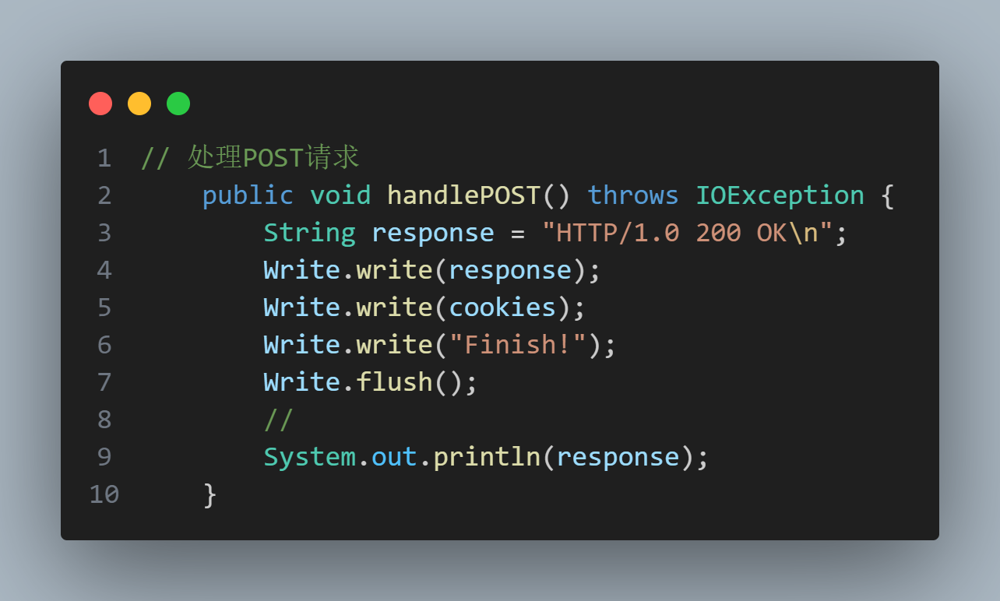 1 // 处理POST请求
2     public void handlePOST() throws IOException {
3         String response = "HTTP/1.0 200 OK\n";
4         Write.write(response);
5         Write.write(cookies);
6         Write.write("Finish!");
7         Write.flush();
8         //
9         System.out.println(response);
10     }